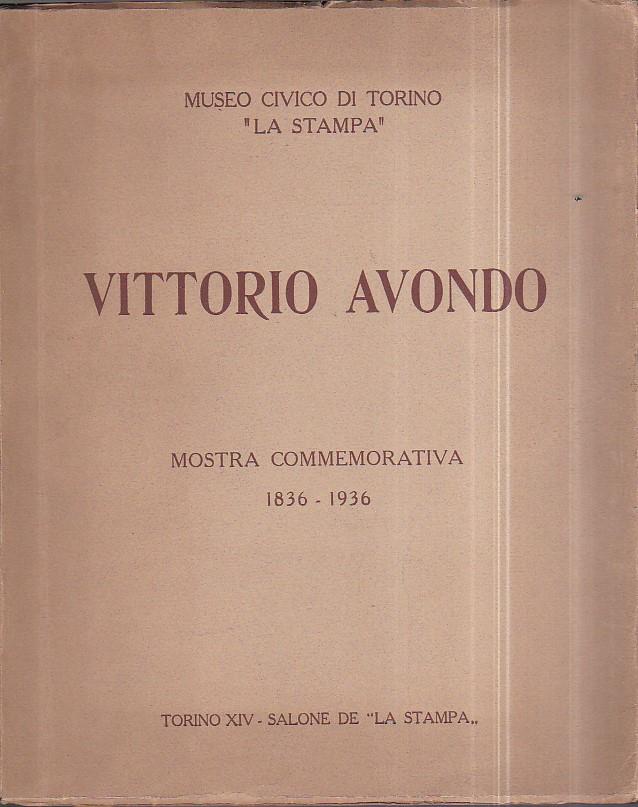 MUSEO CIVICO DI TORINO
"LA STAMPA"
VITTORIO AVONDO
MOSTRA COMMEMORATIVA
1836 - 1936
TORINO XIV - SALONE DE “LA STAMPA„